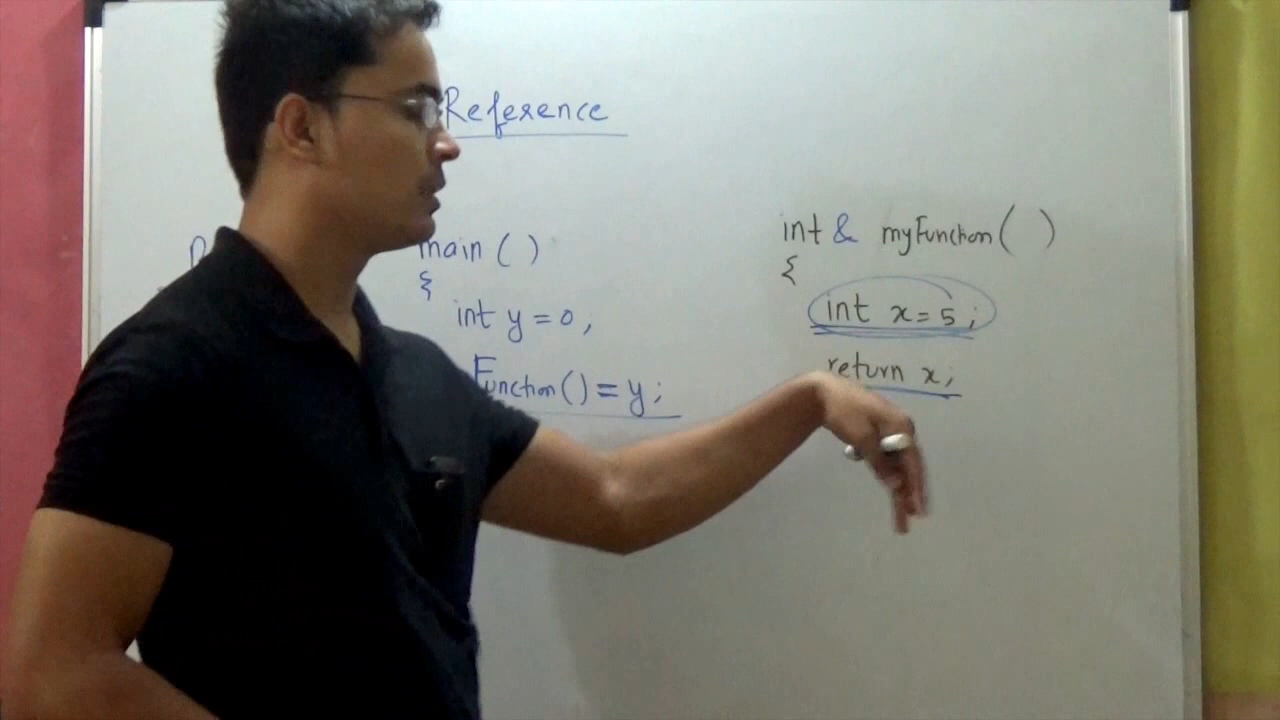 Reference
main ( )
{
int y = 0 ;
Function( ) = y ;
int & myFunction( )
{
int x = 5 ;
return x ;